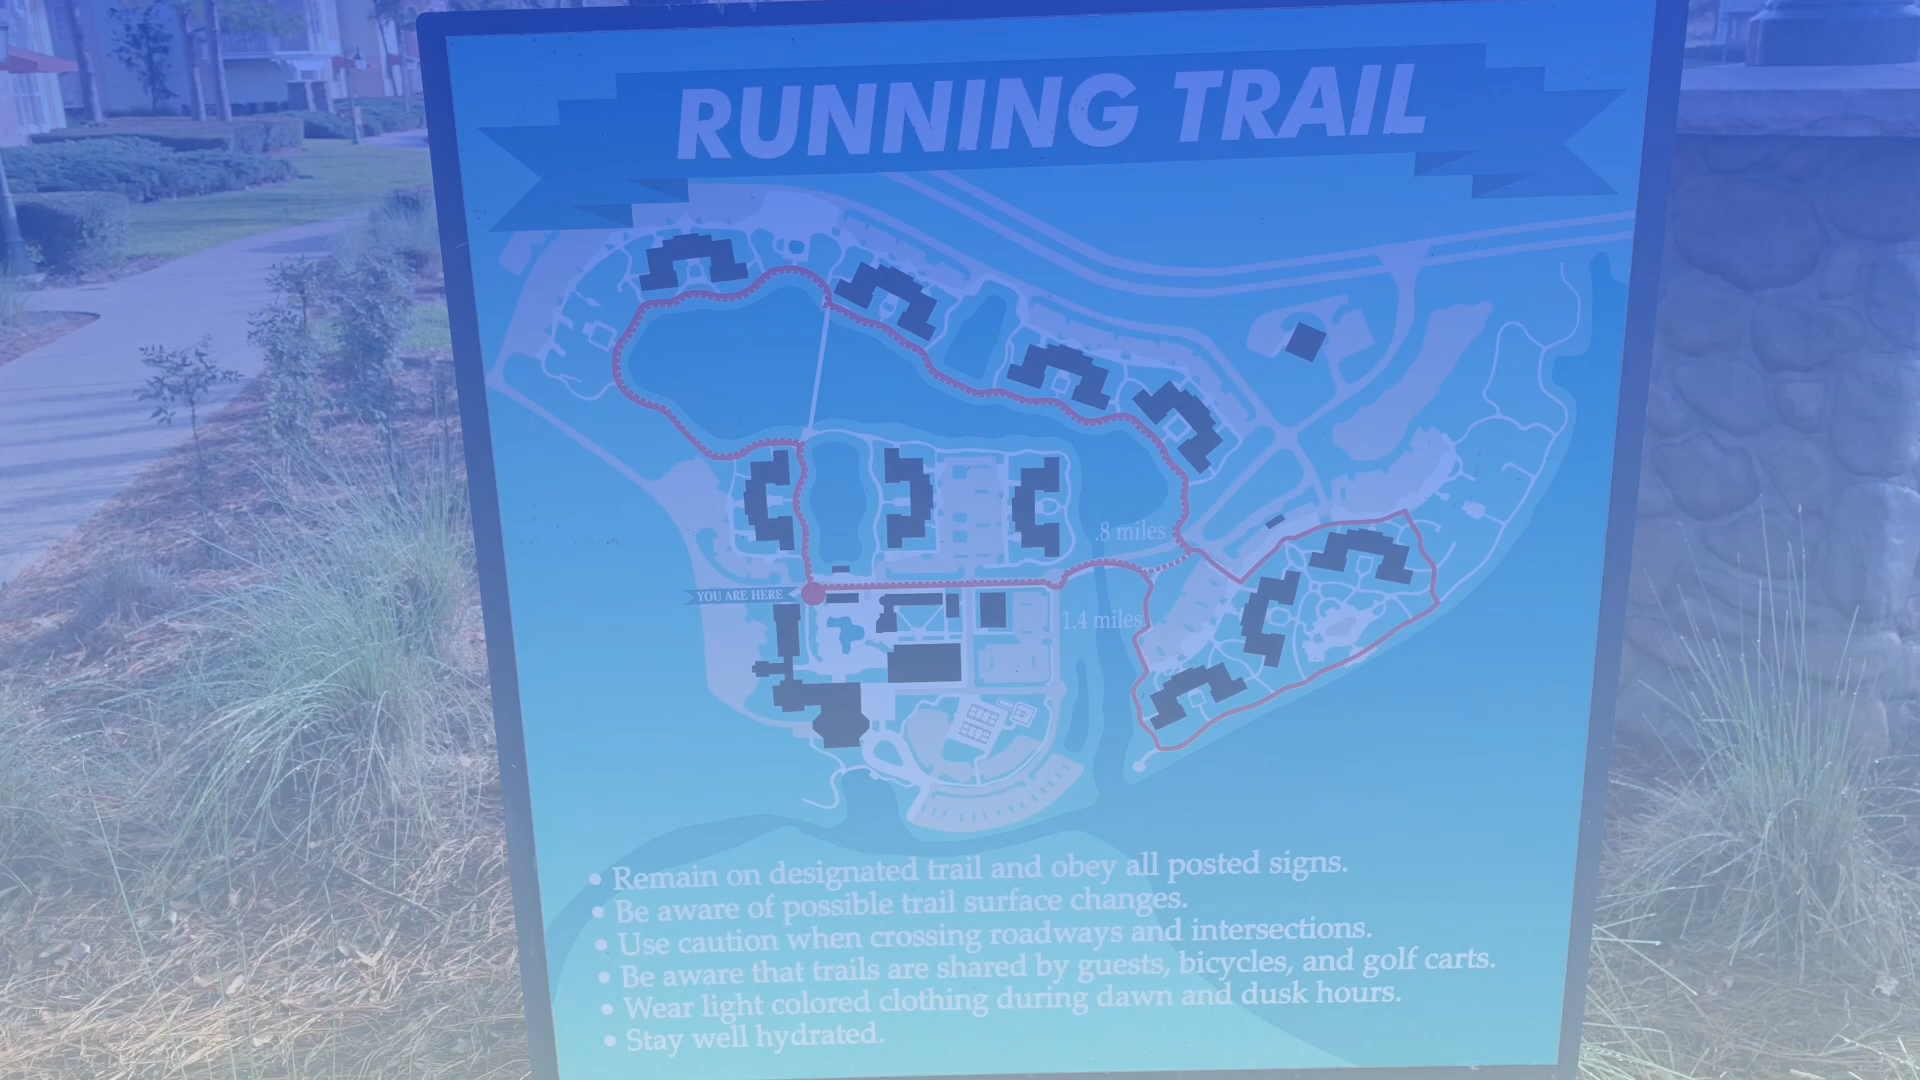 RUNNING TRAIL
.8 miles
YOU ARE HERE
1.4 miles
• Remain on designated trail and obey all posted signs.
• Be aware of possible trail surface changes.
• Use caution when crossing roadways and intersections.
• Be aware that trails are shared by guests, bicycles, and golf carts.
• Wear light colored clothing during dawn and dusk hours.
• Stay well hydrated.